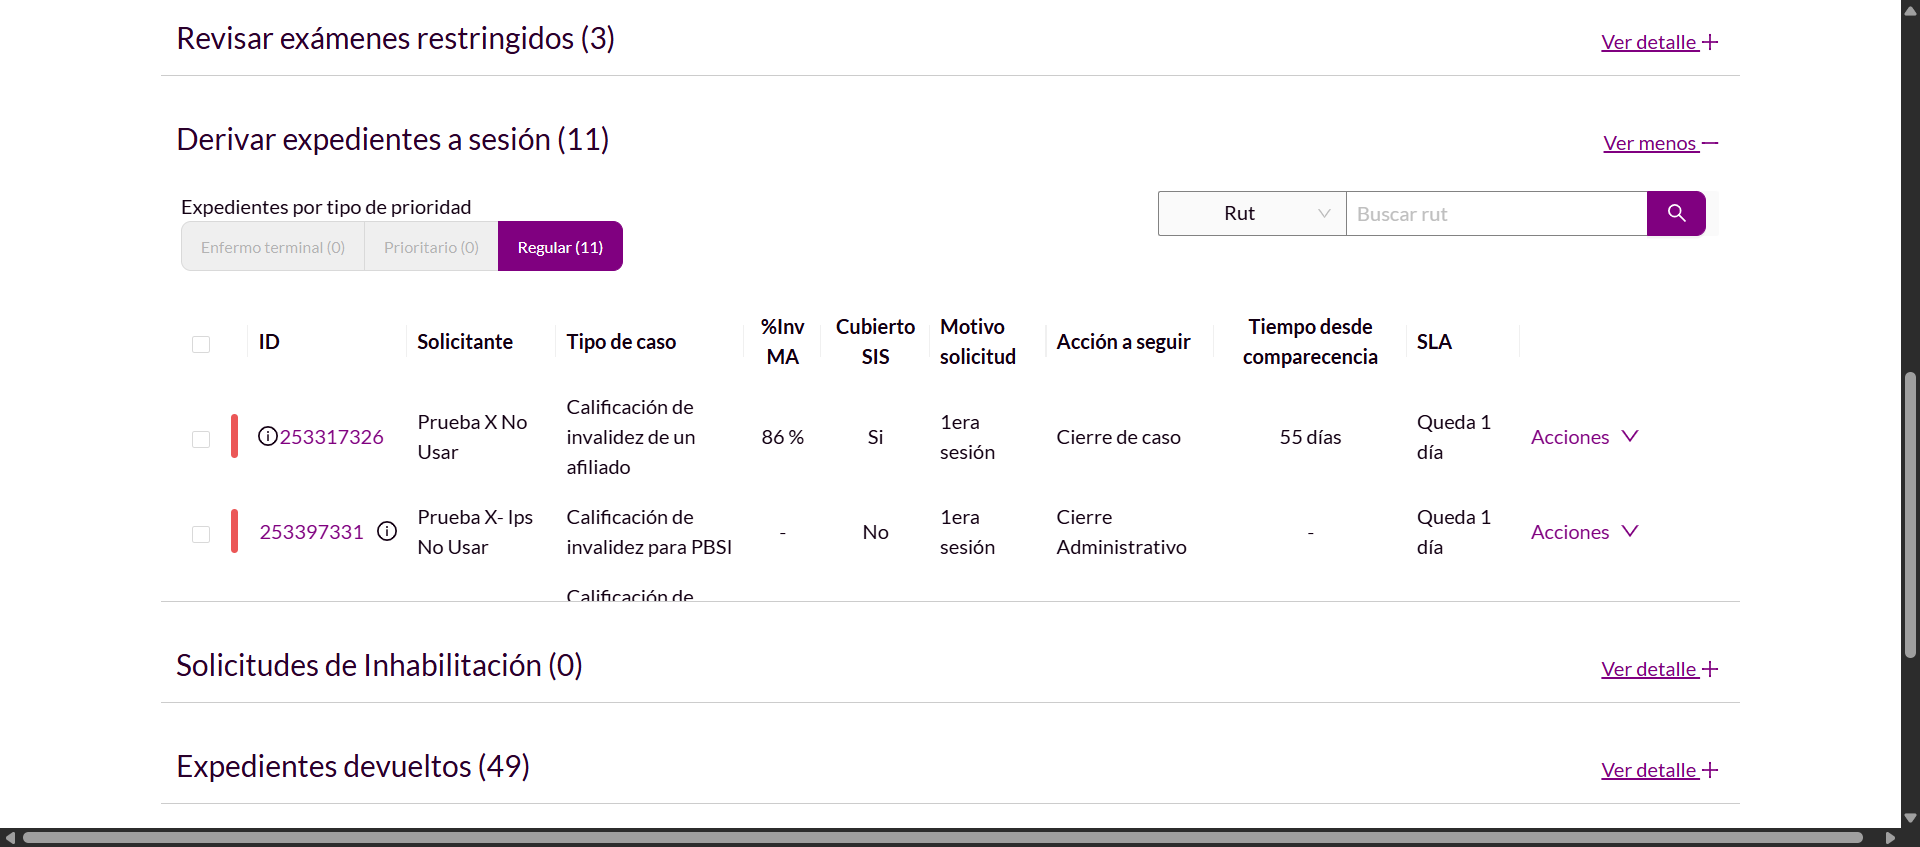 Revisar exámenes restringidos (3)
Ver detalle
Derivar expedientes a sesión (11)
Ver menos
Expedientes por tipo de prioridad
Enfermo terminal (0)
Prioritario (0)
Regular (11)
Rut
Buscar rut
ID
Solicitante
Tipo de caso
%Inv
MA
Cubierto
SIS
Motivo
solicitud
Acción a seguir
Tiempo desde
comparecencia
SLA
253317326
Prueba X No
Usar
Calificación de
invalidez de un
afiliado
86 %
Si
1era
sesión
Cierre de caso
55 días
Queda 1
día
Acciones
253397331
Prueba X- Ips
No Usar
Calificación de
invalidez para PBSI
-
No
1era
sesión
Cierre
Administrativo
-
Queda 1
día
Acciones
Calificación de
Solicitudes de Inhabilitación (0)
Ver detalle
Expedientes devueltos (49)
Ver detalle